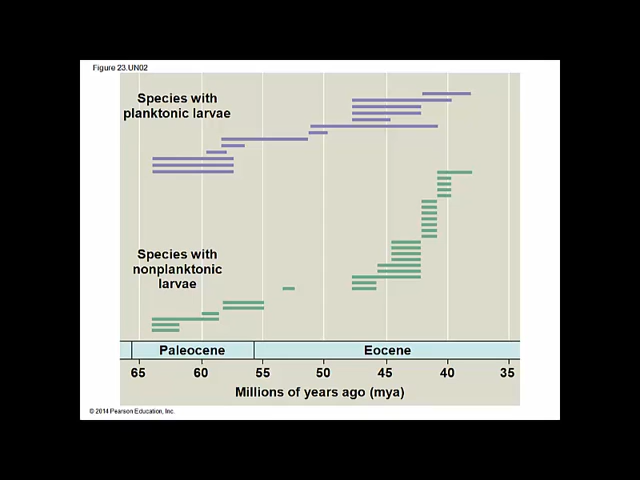 Figure 23.UN02
Species with
planktonic larvae
Species with
nonplanktonic
larvae
Paleocene Eocene
65 60 55 50 45 40 35
Millions of years ago (mya)
© 2014 Pearson Education, Inc.